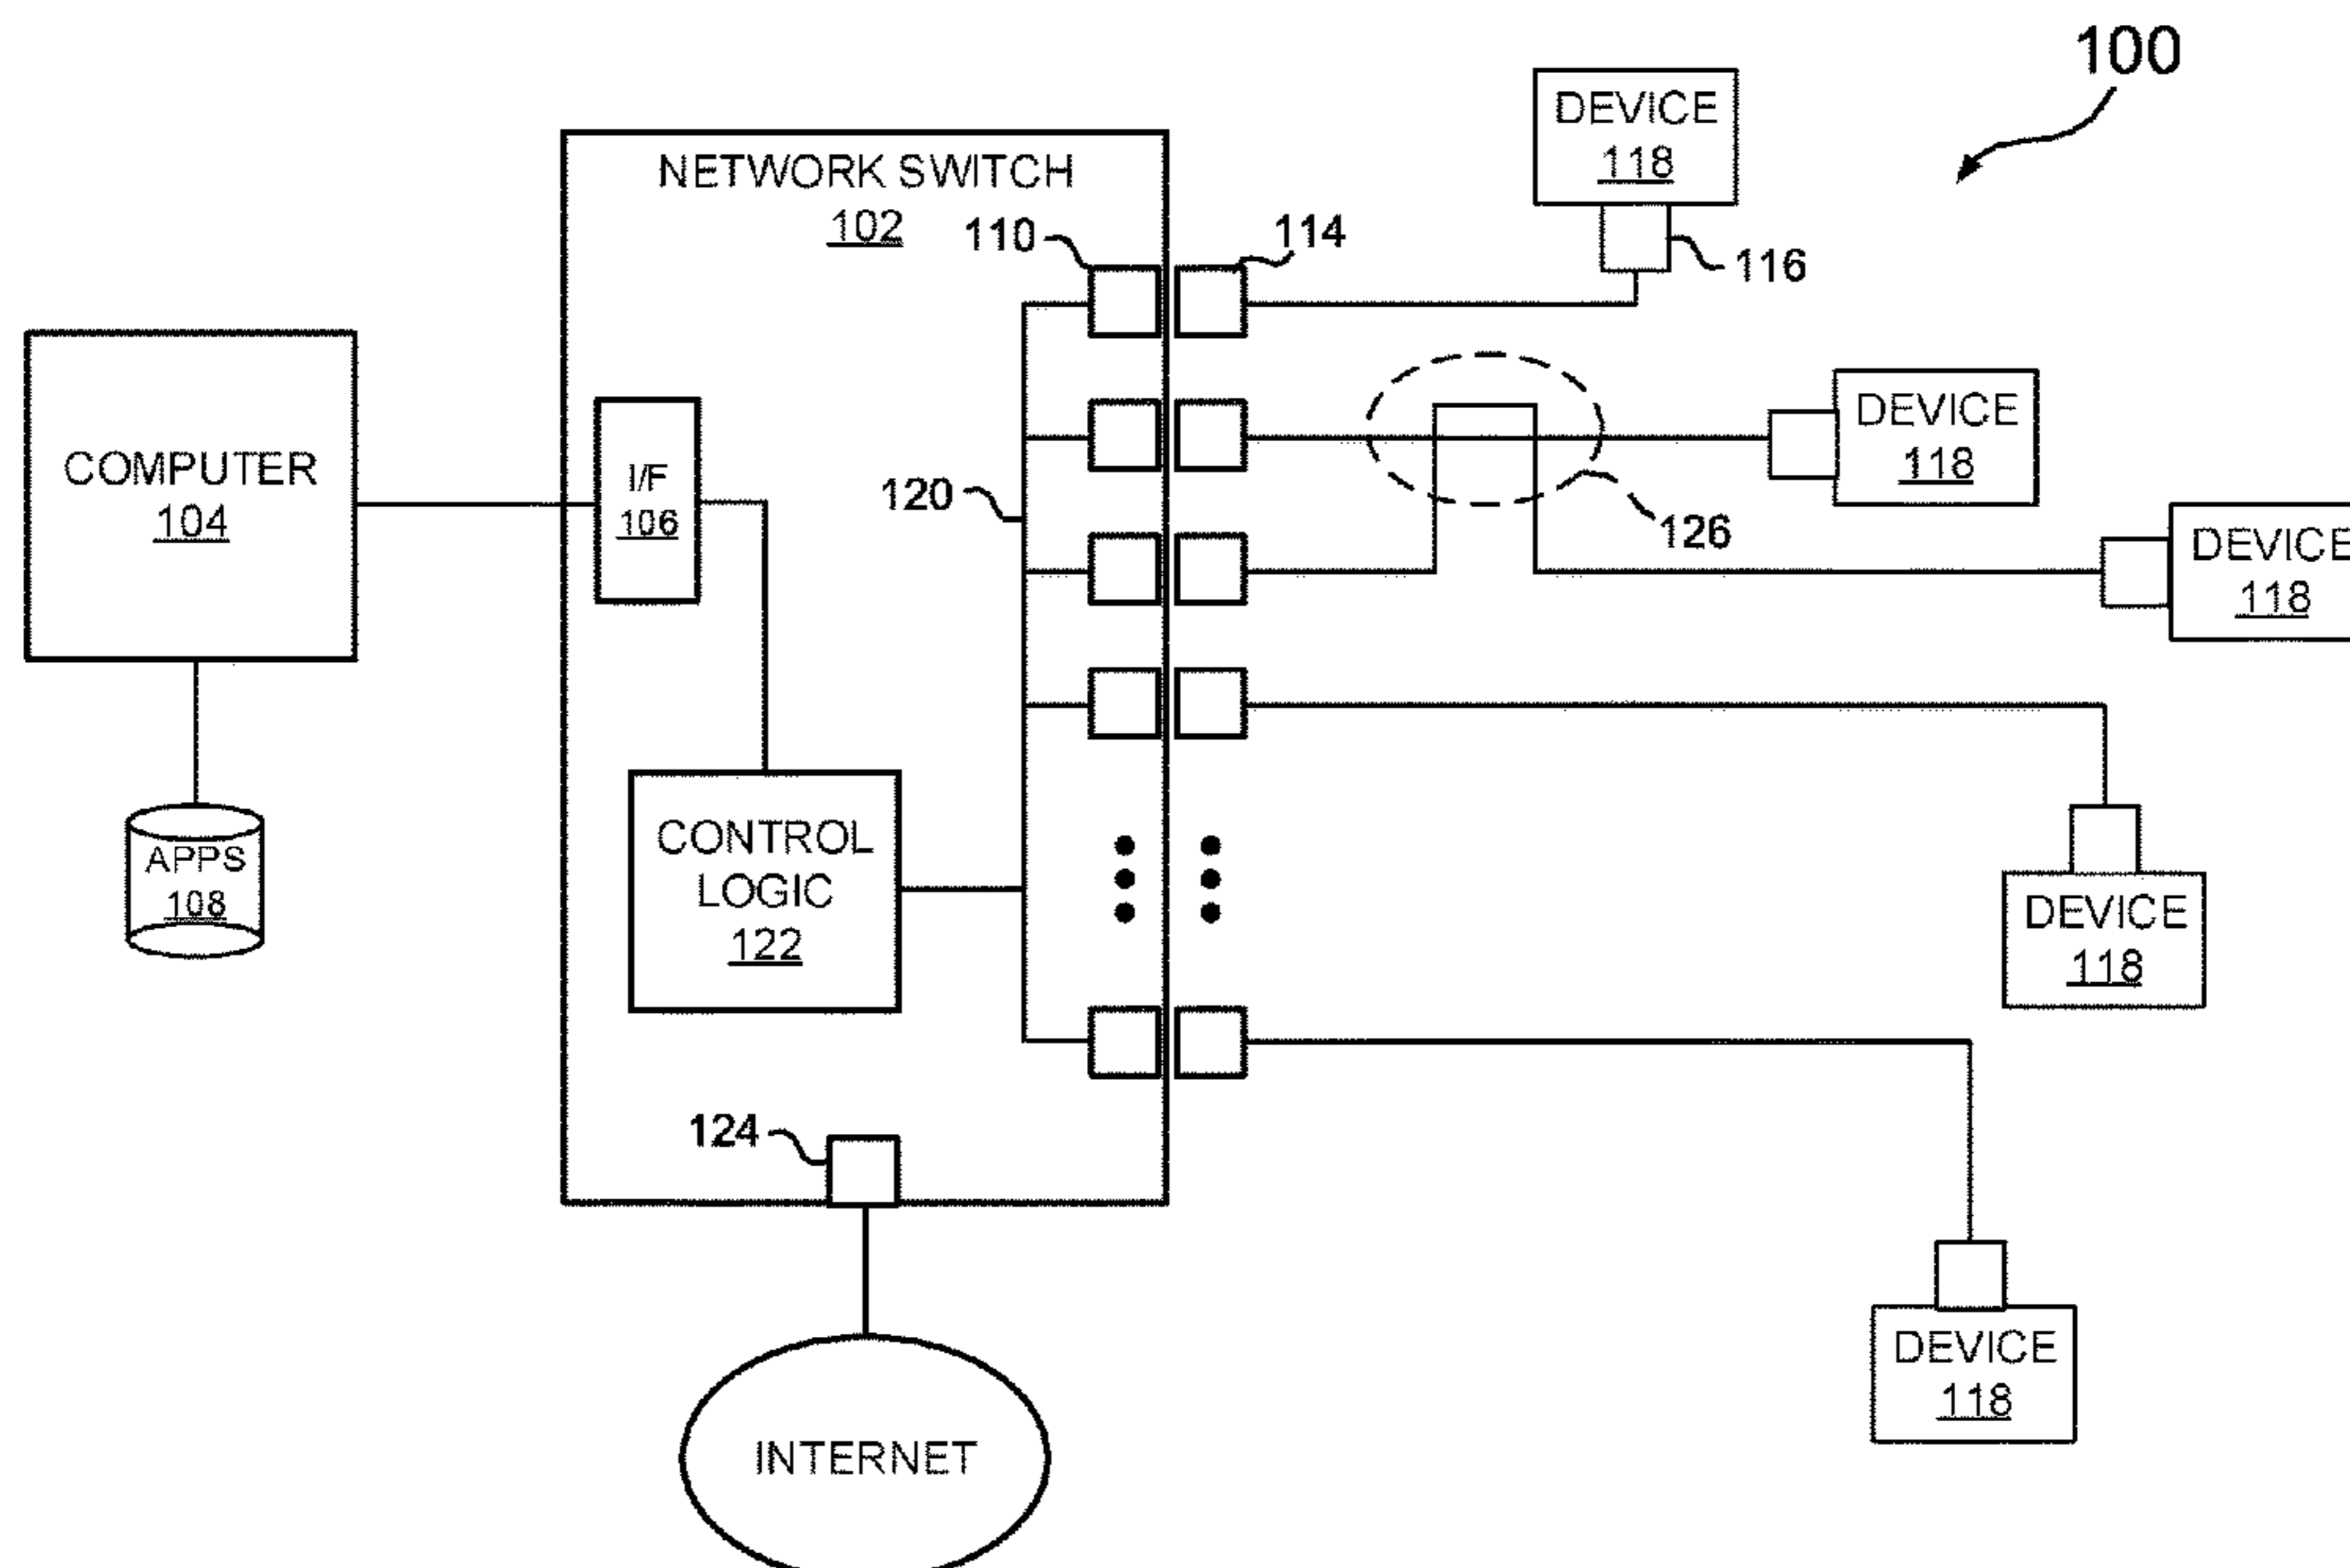 100
DEVICE
118
NETWORK SWITCH
102
110
114
116
COMPUTER
104
I/F
106
120
DEVICE
118
126
DEVICE
118
CONTROL
LOGIC
122
APPS
108
DEVICE
118
124
DEVICE
118
INTERNET